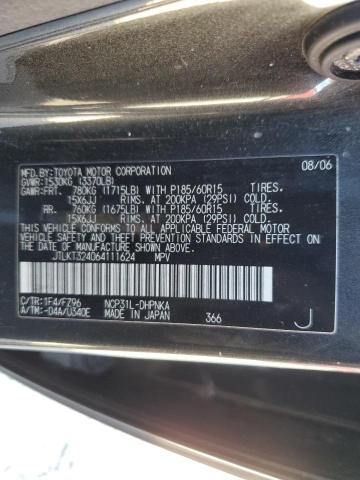 MFD.BY:TOYOTA MOTOR CORPORATION 08/06
GVWR:1530KG (3370LB)
GAWR:FRT. 780KG (1715LB) WITH P185/60R15 TIRES.
15X6JJ RIMS. AT 200KPA (29PSI) COLD.
RR. 760KG (1675LB) WITH P185/60R15 TIRES.
15X6JJ RIMS. AT 200KPA (29PSI) COLD.
THIS VEHICLE CONFORMS TO ALL APPLICABLE FEDERAL MOTOR
VEHICLE SAFETY, BUMPER, AND THEFT PREVENTION STANDARDS IN
EFFECT ON THE DATE OF MANUFACTURE SHOWN ABOVE.
JTLKT324064111624 MPV
C/TR:1F4/FZ96 NCP31L-DHPNKA
A/TM:-04A/U340E MADE IN JAPAN 366 J